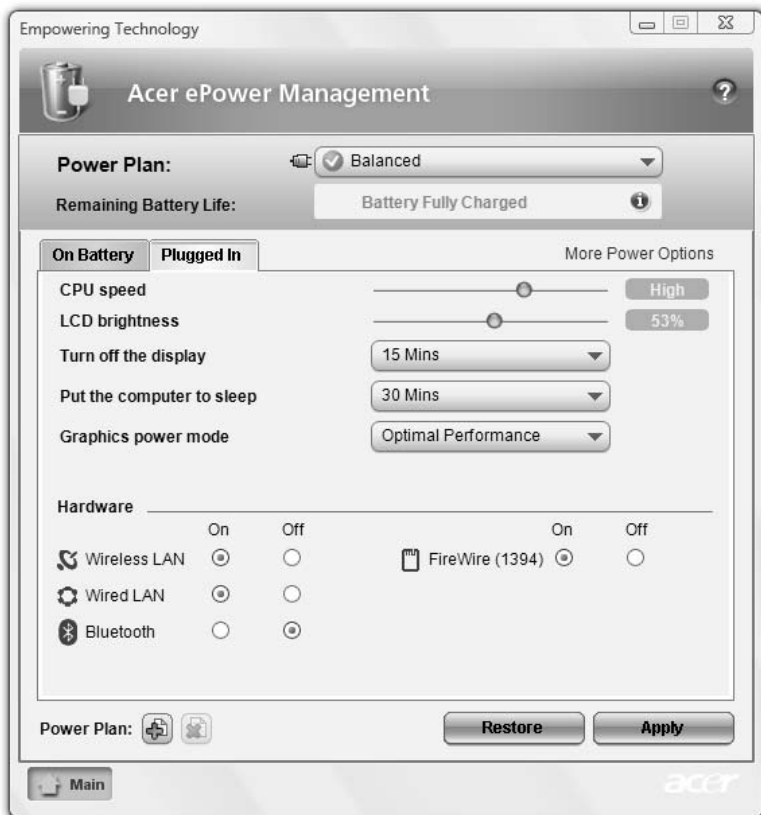 Empowering Technology
Acer ePower Management
?
Power Plan: Balanced
Remaining Battery Life: Battery Fully Charged i
On Battery Plugged In More Power Options
CPU speed High
LCD brightness 53%
Turn off the display 15 Mins
Put the computer to sleep 30 Mins
Graphics power mode Optimal Performance
Hardware
On Off On Off
Wireless LAN FireWire (1394)
Wired LAN
Bluetooth
Power Plan: Restore Apply
Main acer